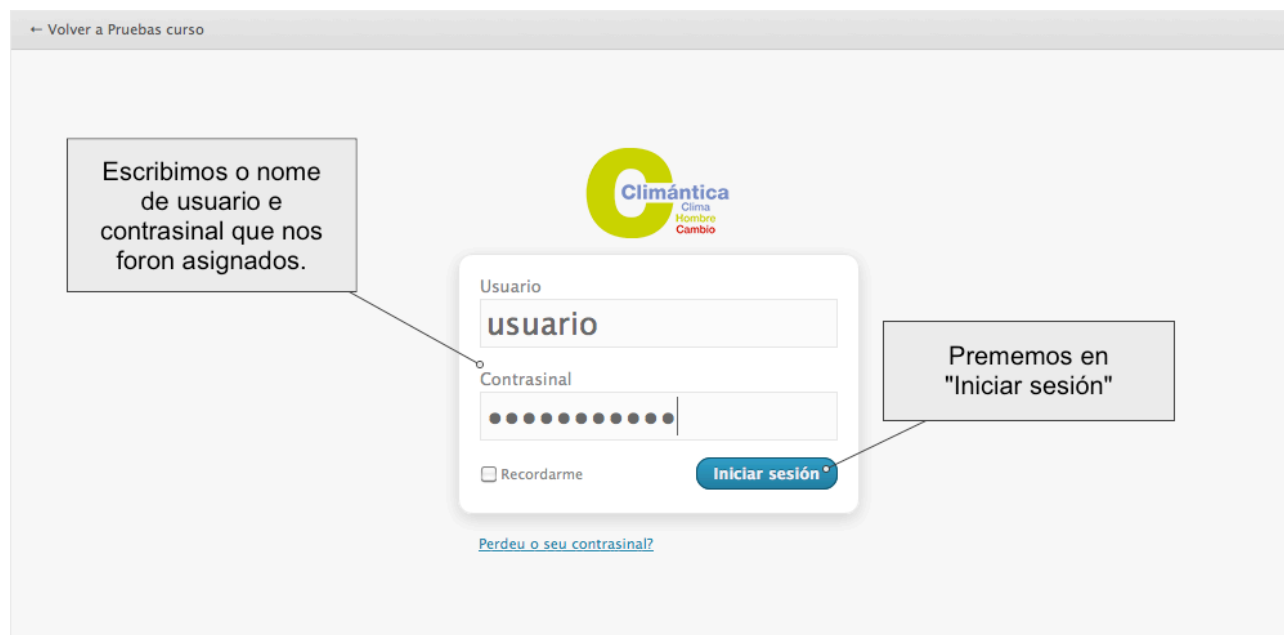 ← Volver a Pruebas curso
Escribimos o nome
de usuario e
contrasinal que nos
foron asignados.
Climántica
Clima
Hombre
Cambio
Usuario
usuario
Contrasinal
●●●●●●●●●●●
Prememos en
"Iniciar sesión"
Recordarme
Iniciar sesión
Perdeu o seu contrasinal?